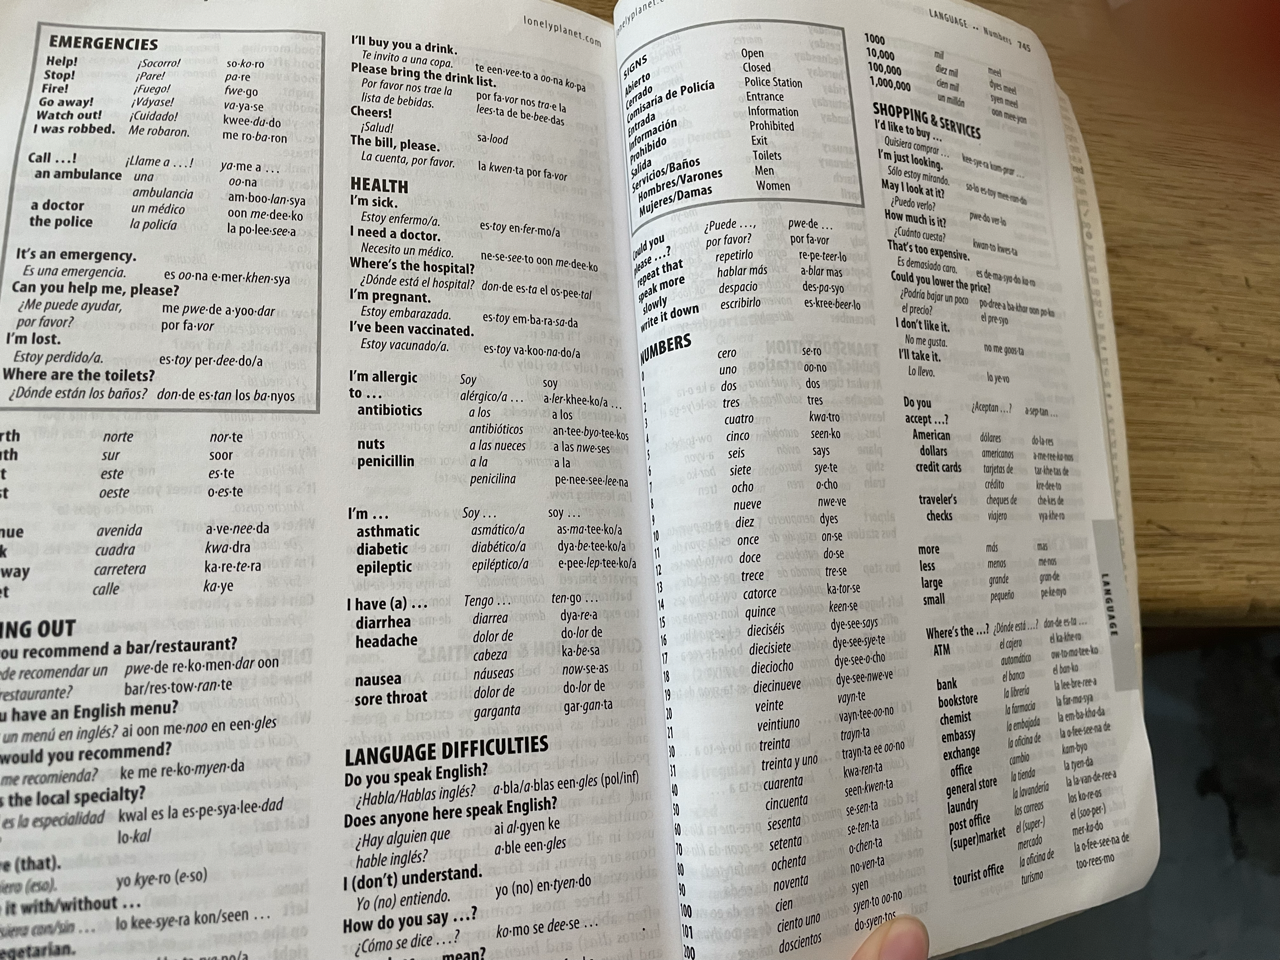 lonelyplanet.com
EMERGENCIES
Help! ¡Socorro! so·ko·ro
Stop! ¡Pare! pa·re
Fire! ¡Fuego! fwe·go
Go away! ¡Váyase! va·ya·se
Watch out! ¡Cuidado! kwee·da·do
I was robbed. Me robaron. me ro·ba·ron
Call …! ¡Llame a …! ya·me a …
an ambulance una oo·na
ambulancia am·boo·lan·sya
a doctor un médico oon me·dee·ko
the police la policía la po·lee·see·a
It's an emergency.
Es una emergencia. es oo·na e·mer·khen·sya
Can you help me, please?
¿Me puede ayudar, me pwe·de a·yoo·dar
por favor? por fa·vor
I'm lost.
Estoy perdido/a. es·toy per·dee·do/a
Where are the toilets?
¿Dónde están los baños? don·de es·tan los ba·nyos
rth norte nor·te
uth sur soor
t este es·te
st oeste o·es·te
nue avenida a·ve·nee·da
k cuadra kwa·dra
way carretera ka·re·te·ra
et calle ka·ye
ING OUT
ou recommend a bar/restaurant?
ede recomendar un pwe·de re·ko·men·dar oon
restaurante? bar/res·tow·ran·te
u have an English menu?
un menú en inglés? ai oon me·noo en een·gles
would you recommend?
me recomienda? ke me re·ko·myen·da
s the local specialty?
es la especialidad kwal es la es·pe·sya·lee·dad
lo·kal
e (that).
iero (eso). yo kye·ro (e·so)
it with/without …
siera con/sin … lo kee·sye·ra kon/seen …
egetarian.
I'll buy you a drink.
Te invito a una copa. te een·vee·to a oo·na ko·pa
Please bring the drink list.
Por favor nos trae la por fa·vor nos tra·e la
lista de bebidas. lees·ta de be·bee·das
Cheers!
¡Salud! sa·lood
The bill, please.
La cuenta, por favor. la kwen·ta por fa·vor
HEALTH
I'm sick.
Estoy enfermo/a. es·toy en·fer·mo/a
I need a doctor.
Necesito un médico. ne·se·see·to oon me·dee·ko
Where's the hospital?
¿Dónde está el hospital? don·de es·ta el os·pee·tal
I'm pregnant.
Estoy embarazada. es·toy em·ba·ra·sa·da
I've been vaccinated.
Estoy vacunado/a. es·toy va·koo·na·do/a
I'm allergic Soy soy
to … alérgico/a … a·ler·khee·ko/a …
antibiotics a los a los
antibióticos an·tee·byo·tee·kos
nuts a las nueces a las nwe·ses
penicillin a la a la
penicilina pe·nee·see·lee·na
I'm … Soy … soy …
asthmatic asmático/a as·ma·tee·ko/a
diabetic diabético/a dya·be·tee·ko/a
epileptic epiléptico/a e·pee·lep·tee·ko/a
I have (a) … Tengo … ten·go …
diarrhea diarrea dya·re·a
headache dolor de do·lor de
cabeza ka·be·sa
nausea náuseas now·se·as
sore throat dolor de do·lor de
garganta gar·gan·ta
LANGUAGE DIFFICULTIES
Do you speak English?
¿Habla/Hablas inglés? a·bla/a·blas een·gles (pol/inf)
Does anyone here speak English?
¿Hay alguien que ai al·gyen ke
hable inglés? a·ble een·gles
I (don't) understand.
Yo (no) entiendo. yo (no) en·tyen·do
How do you say …?
¿Cómo se dice …? ko·mo se dee·se …
mean?
LANGUAGE •• Numbers 745
SIGNS
Abierto Open
Cerrado Closed
Comisaría de Policía Police Station
Entrada Entrance
Información Information
Prohibido Prohibited
Salida Exit
Servicios/Baños Toilets
Hombres/Varones Men
Mujeres/Damas Women
Could you ¿Puede …, pwe·de …
please …? por favor? por fa·vor
repeat that repetirlo re·pe·teer·lo
speak more hablar más a·blar mas
slowly despacio des·pa·syo
write it down escribirlo es·kree·beer·lo
NUMBERS
0 cero se·ro
1 uno oo·no
2 dos dos
3 tres tres
4 cuatro kwa·tro
5 cinco seen·ko
6 seis says
7 siete sye·te
8 ocho o·cho
9 nueve nwe·ve
10 diez dyes
11 once on·se
12 doce do·se
13 trece tre·se
14 catorce ka·tor·se
15 quince keen·se
16 dieciséis dye·see·says
17 diecisiete dye·see·sye·te
18 dieciocho dye·see·o·cho
19 diecinueve dye·see·nwe·ve
20 veinte vayn·te
21 veintiuno vayn·tee·oo·no
30 treinta trayn·ta
31 treinta y uno trayn·ta ee oo·no
40 cuarenta kwa·ren·ta
50 cincuenta seen·kwen·ta
60 sesenta se·sen·ta
70 setenta se·ten·ta
80 ochenta o·chen·ta
90 noventa no·ven·ta
100 cien syen
101 ciento uno syen·to oo·no
200 doscientos do·syen·tos
1000 mil meel
10,000 diez mil dyes meel
100,000 cien mil syen meel
1,000,000 un millón oon mee·yon
SHOPPING & SERVICES
I'd like to buy …
Quisiera comprar … kee·sye·ra kom·prar …
I'm just looking.
Sólo estoy mirando. so·lo es·toy mee·ran·do
May I look at it?
¿Puedo verlo? pwe·do ver·lo
How much is it?
¿Cuánto cuesta? kwan·to kwes·ta
That's too expensive.
Es demasiado caro. es de·ma·sya·do ka·ro
Could you lower the price?
¿Podría bajar un poco po·dree·a ba·khar oon po·ko
el precio? el pre·syo
I don't like it.
No me gusta. no me goos·ta
I'll take it.
Lo llevo. lo ye·vo
Do you ¿Aceptan …? a·sep·tan …
accept …?
American dólares do·la·res
dollars americanos a·me·ree·ka·nos
credit cards tarjetas de tar·khe·tas de
crédito kre·dee·to
traveler's cheques de che·kes de
checks viajero vya·khe·ro
more más mas
less menos me·nos
large grande gran·de
small pequeño pe·ke·nyo
Where's the …? ¿Dónde está …? don·de es·ta …
ATM el cajero el ka·khe·ro
automático ow·to·ma·tee·ko
bank el banco el ban·ko
bookstore la librería la lee·bre·ree·a
chemist la farmacia la far·ma·sya
embassy la embajada la em·ba·kha·da
exchange la oficina de la o·fee·see·na de
office cambio kam·byo
general store la tienda la tyen·da
laundry la lavandería la la·van·de·ree·a
post office los correos los ko·re·os
(super)market el (super-) el (soo·per·)
mercado mer·ka·do
tourist office la oficina de la o·fee·see·na de
turismo too·rees·mo
LANGUAGE